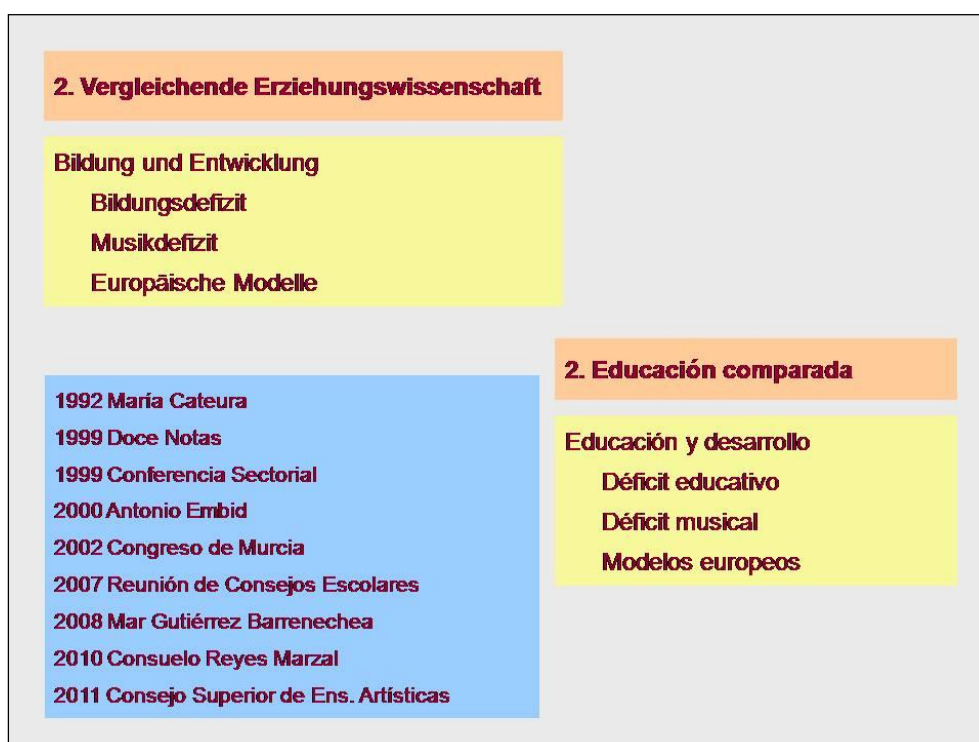 2. Vergleichende Erziehungswissenschaft
Bildung und Entwicklung
Bildungsdefizit
Musikdefizit
Europäische Modelle
1992 María Cateura
1999 Doce Notas
1999 Conferencia Sectorial
2000 Antonio Embid
2002 Congreso de Murcia
2007 Reunión de Consejos Escolares
2008 Mar Gutiérrez Barrenechea
2010 Consuelo Reyes Marzal
2011 Consejo Superior de Ens. Artísticas
2. Educación comparada
Educación y desarrollo
Déficit educativo
Déficit musical
Modelos europeos